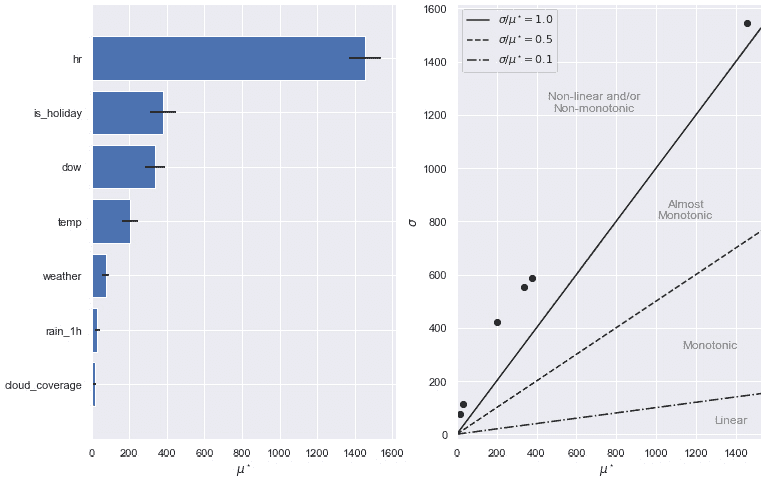 hr
is_holiday
dow
temp
weather
rain_1h
cloud_coverage
0 200 400 600 800 1000 1200 1400 1600
μ*
σ/μ* = 1.0
σ/μ* = 0.5
σ/μ* = 0.1
1600
1400
1200
1000
800
600
400
200
0
σ
Non-linear and/or
Non-monotonic
Almost
Monotonic
Monotonic
Linear
0 200 400 600 800 1000 1200 1400
μ*